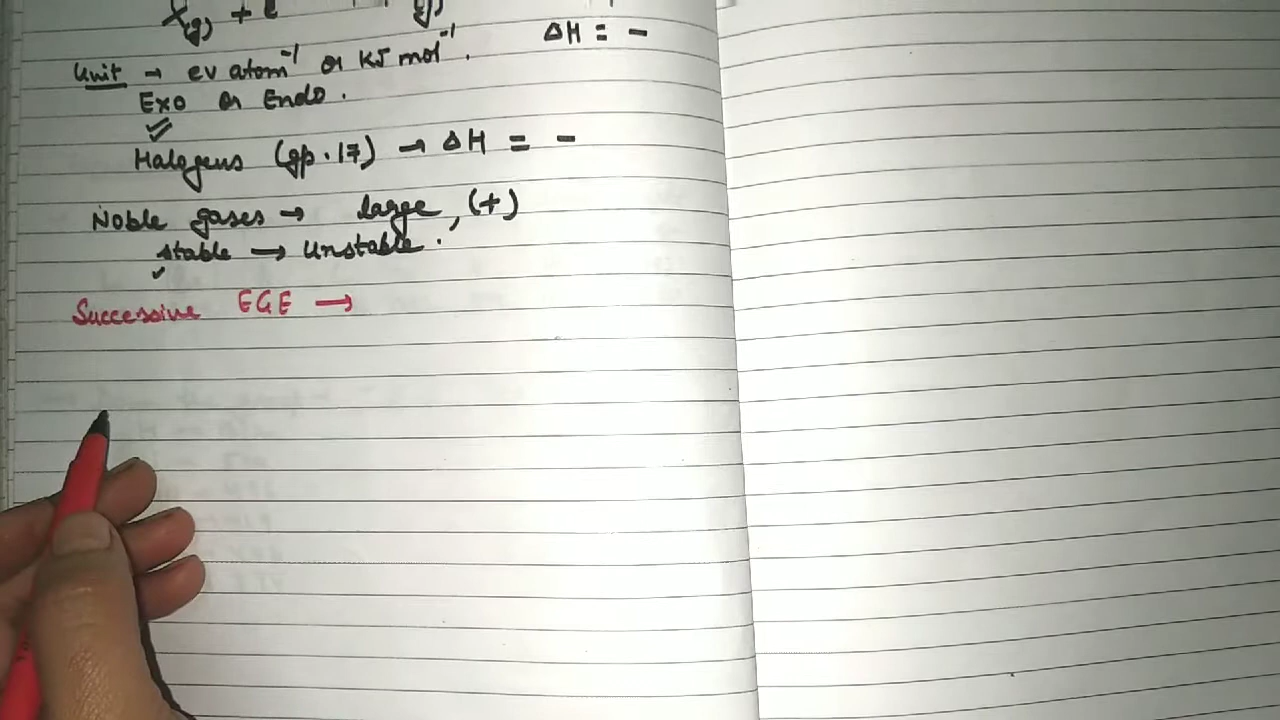 X(g) + e
(g)
ΔH = -
Unit → ev atom⁻¹ or KJ mol⁻¹.
Exo or Endo.
Halogens (gp.17) → ΔH = -
Noble gases → large, (+)
stable → Unstable.
Successive EGE →